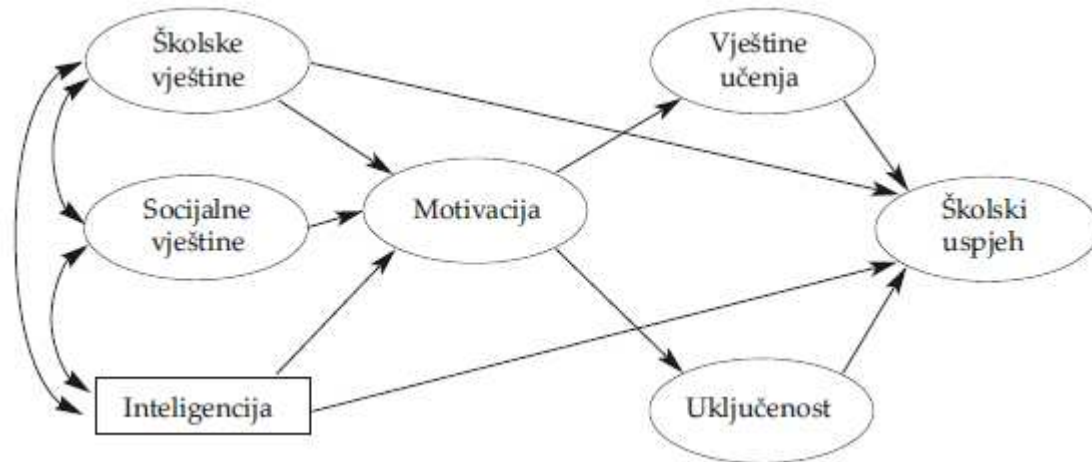 Školske
vještine
Vještine
učenja
Socijalne
vještine
Motivacija
Školski
uspjeh
Inteligencija
Uključenost